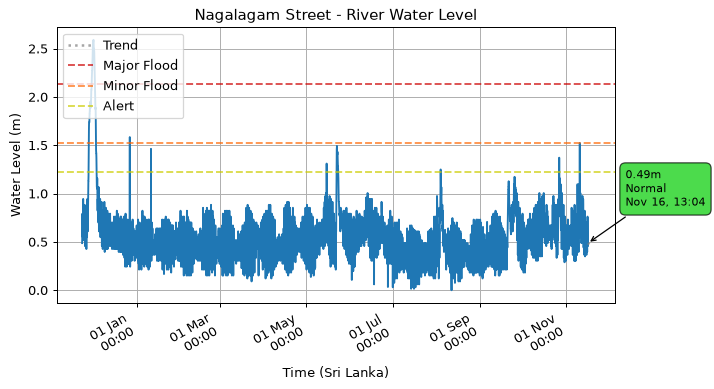 Nagalagam Street - River Water Level
Trend
Major Flood
Minor Flood
Alert
Water Level (m)
2.5
2.0
1.5
1.0
0.5
0.0
0.49m
Normal
Nov 16, 13:04
01 Jan
00:00
01 Mar
00:00
01 May
00:00
01 Jul
00:00
01 Sep
00:00
01 Nov
00:00
Time (Sri Lanka)